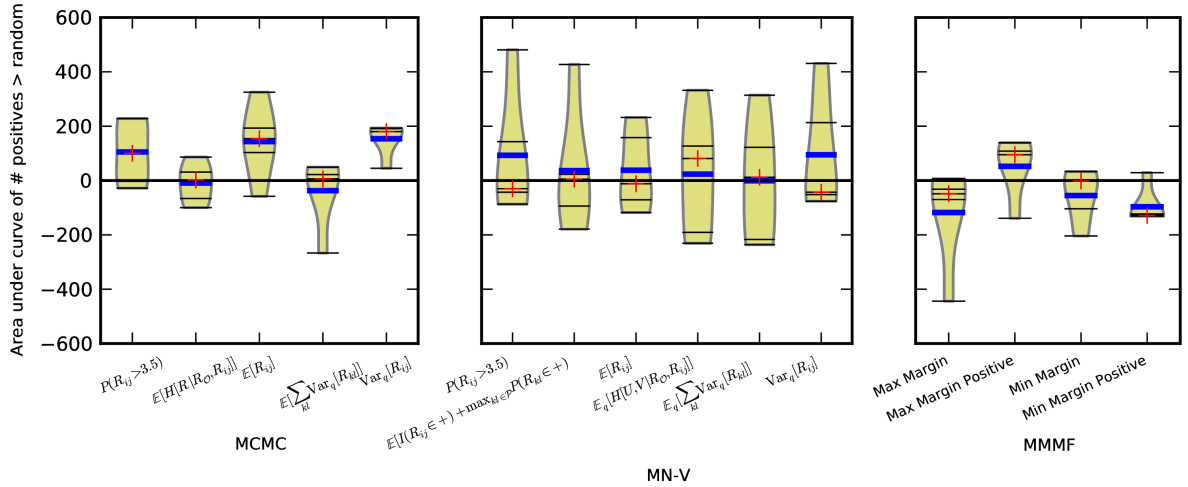 Area under curve of # positives > random
600
400
200
0
−200
−400
−600
P(R_ij>3.5)
𝔼[H[R|R_O,R_ij]]
𝔼[R_ij]
𝔼[∑_kl Var_q[R_kl]]
Var_q[R_ij]
MCMC
P(R_ij>3.5)
𝔼[I(R_ij∈+)+max_kl∈P P(R_kl∈+)
𝔼[R_ij]
𝔼_q[H[U,V|R_O,R_ij]]
𝔼_q[∑_kl Var_q[R_kl]]
Var_q[R_ij]
MN-V
Max Margin
Max Margin Positive
Min Margin
Min Margin Positive
MMMF